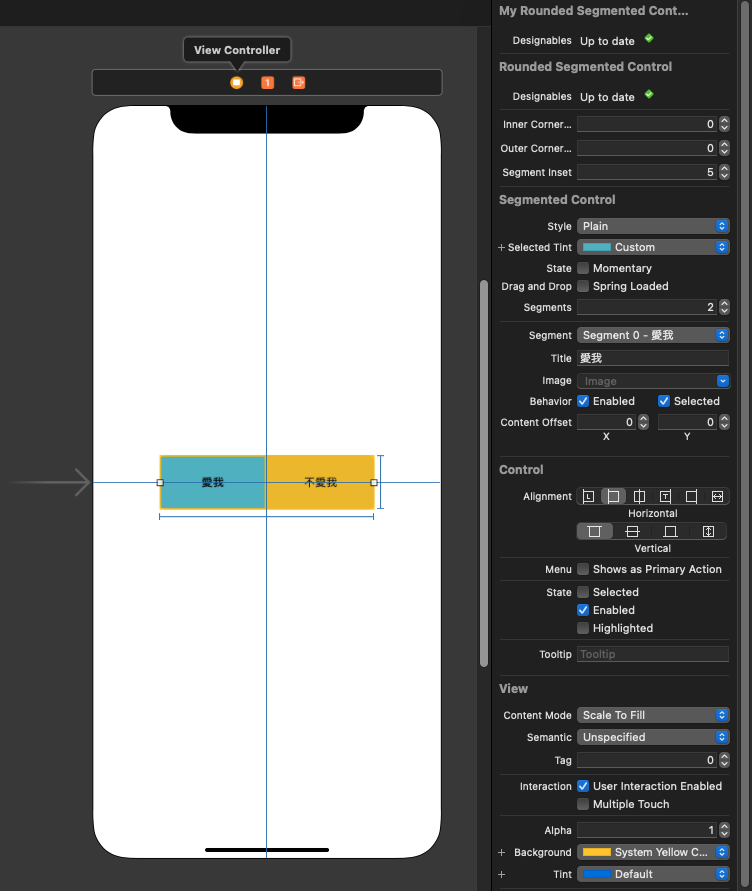 View Controller
1
愛我
不愛我
My Rounded Segmented Cont...
Designables Up to date
Rounded Segmented Control
Designables Up to date
Inner Corner... 0
Outer Corner... 0
Segment Inset 5
Segmented Control
Style Plain
+ Selected Tint Custom
State Momentary
Drag and Drop Spring Loaded
Segments 2
Segment Segment 0 - 愛我
Title 愛我
Image Image
Behavior Enabled Selected
Content Offset 0 0
X Y
Control
Alignment
Horizontal
Vertical
Menu Shows as Primary Action
State Selected
Enabled
Highlighted
Tooltip Tooltip
View
Content Mode Scale To Fill
Semantic Unspecified
Tag 0
Interaction User Interaction Enabled
Multiple Touch
Alpha 1
+ Background System Yellow C...
+ Tint Default